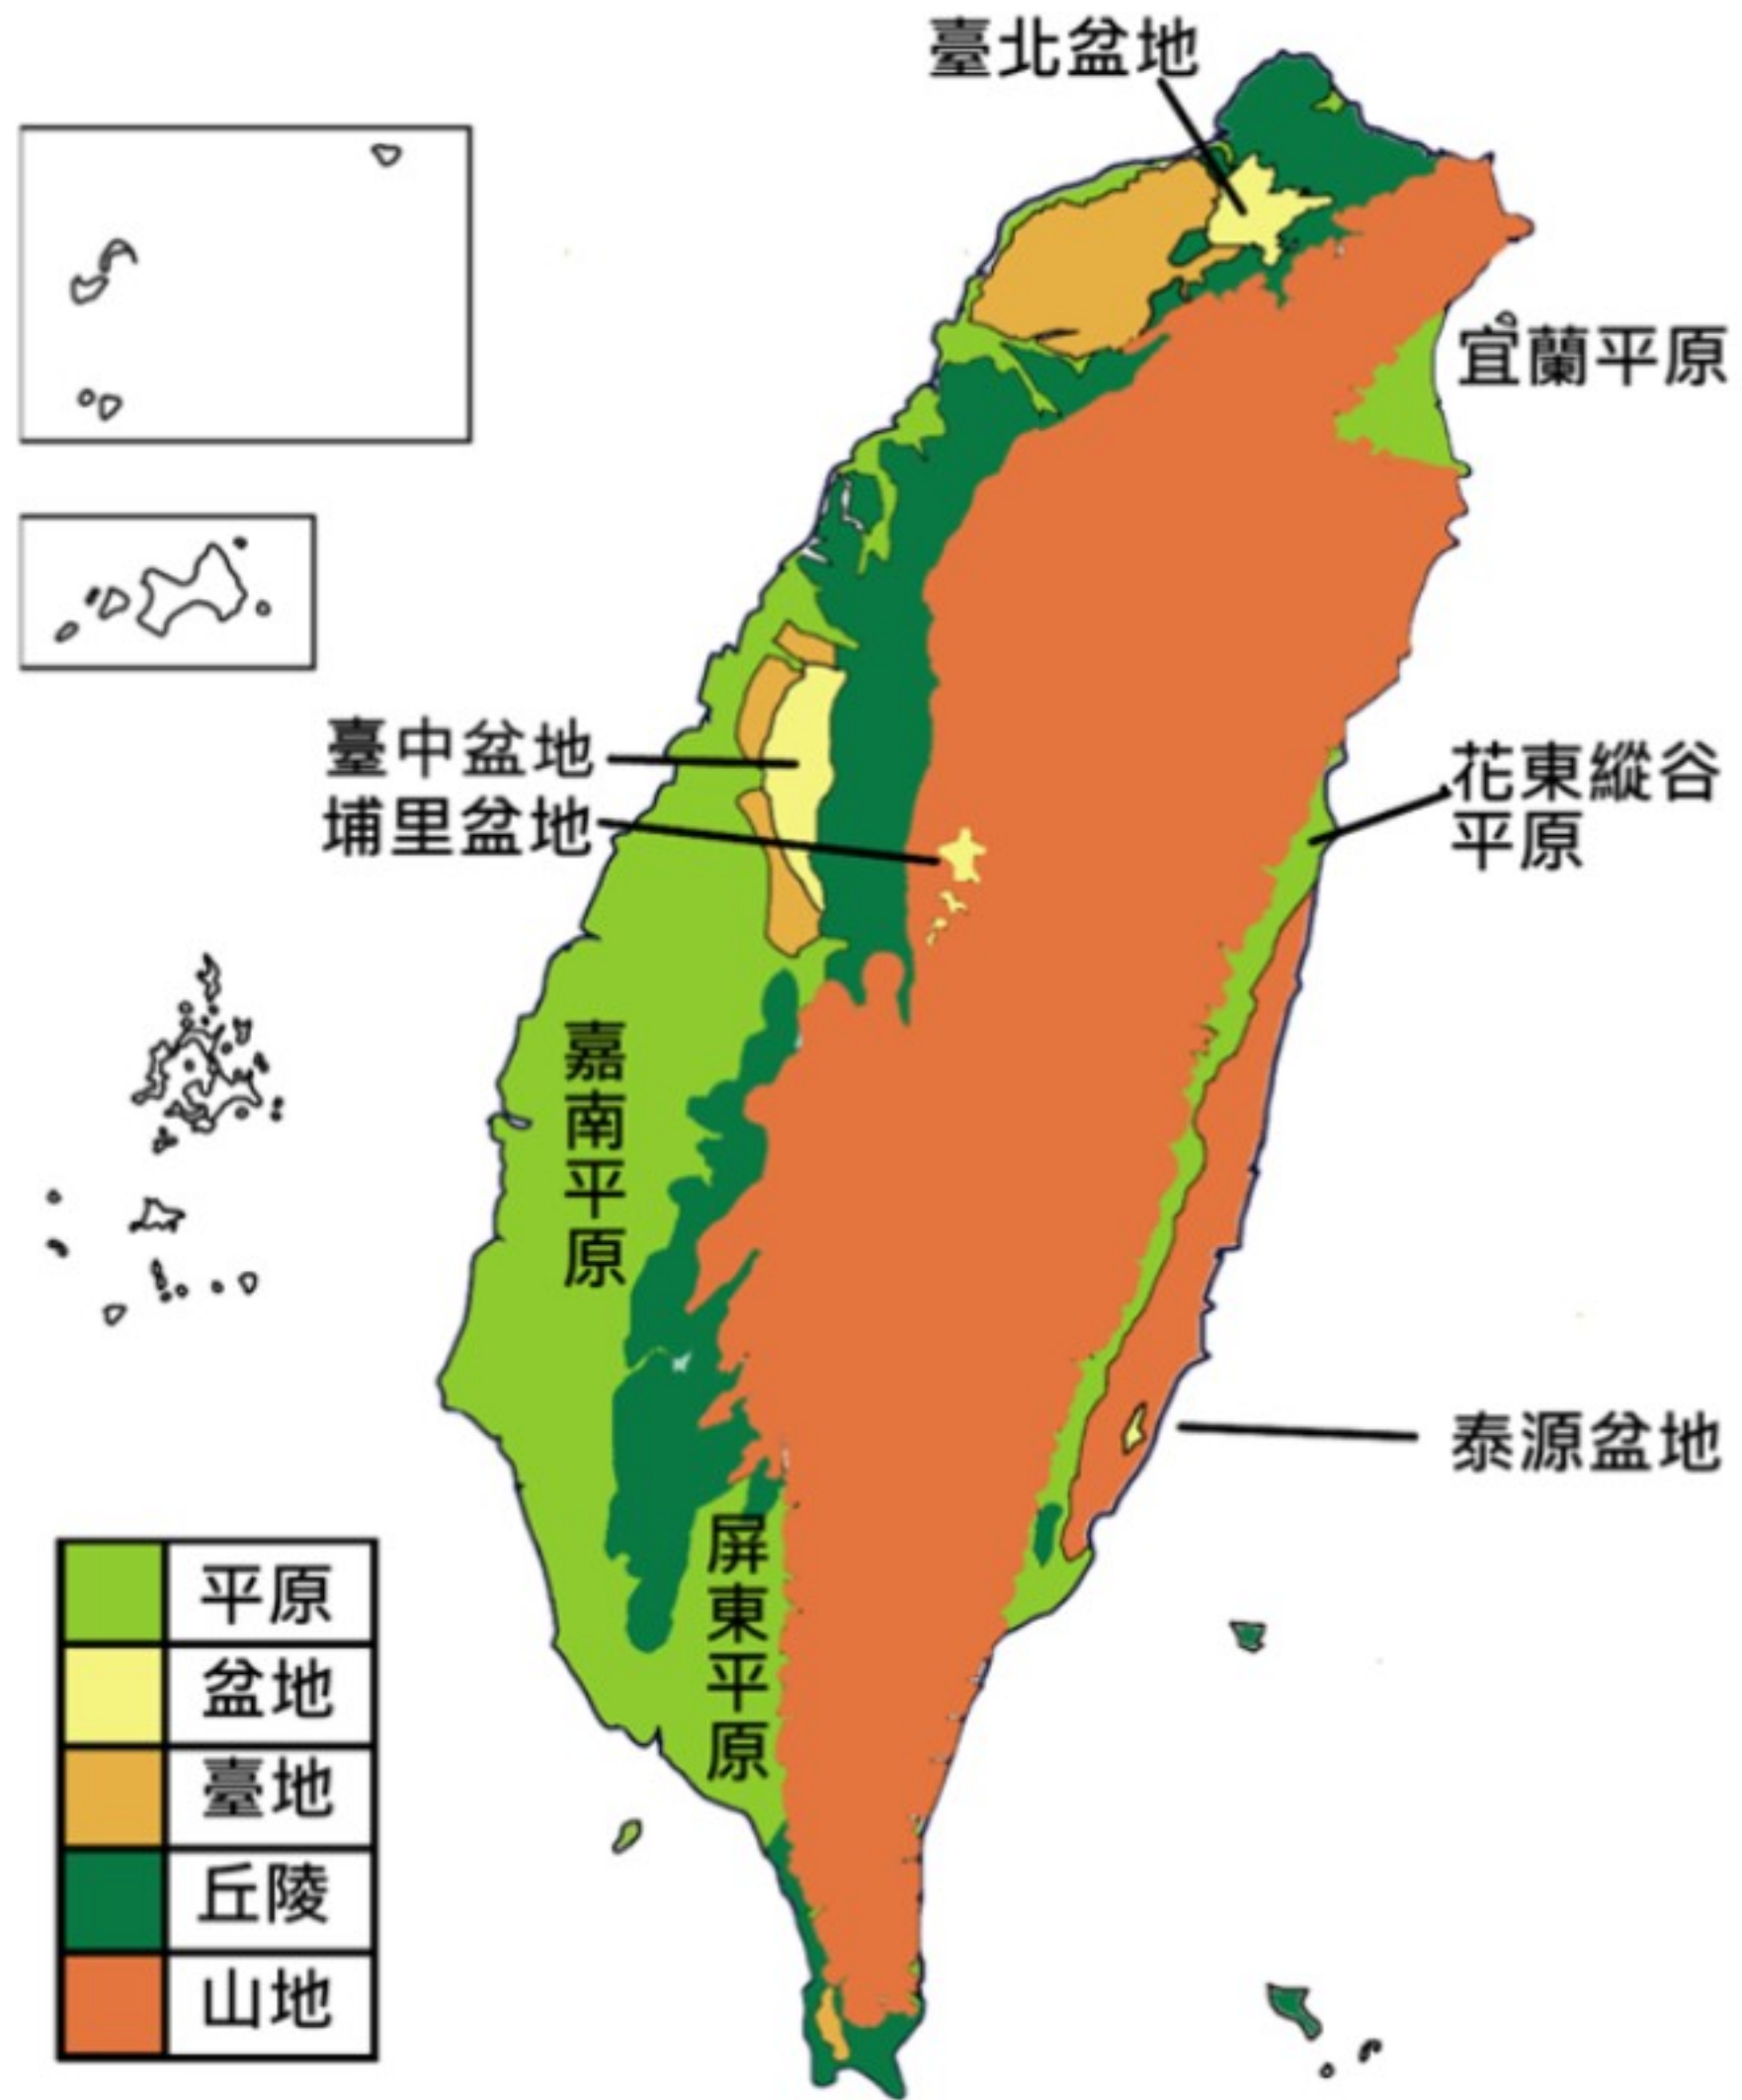 臺北盆地
宜蘭平原
臺中盆地
埔里盆地
花東縱谷
平原
嘉南平原
泰源盆地
屏東平原
平原
盆地
臺地
丘陵
山地